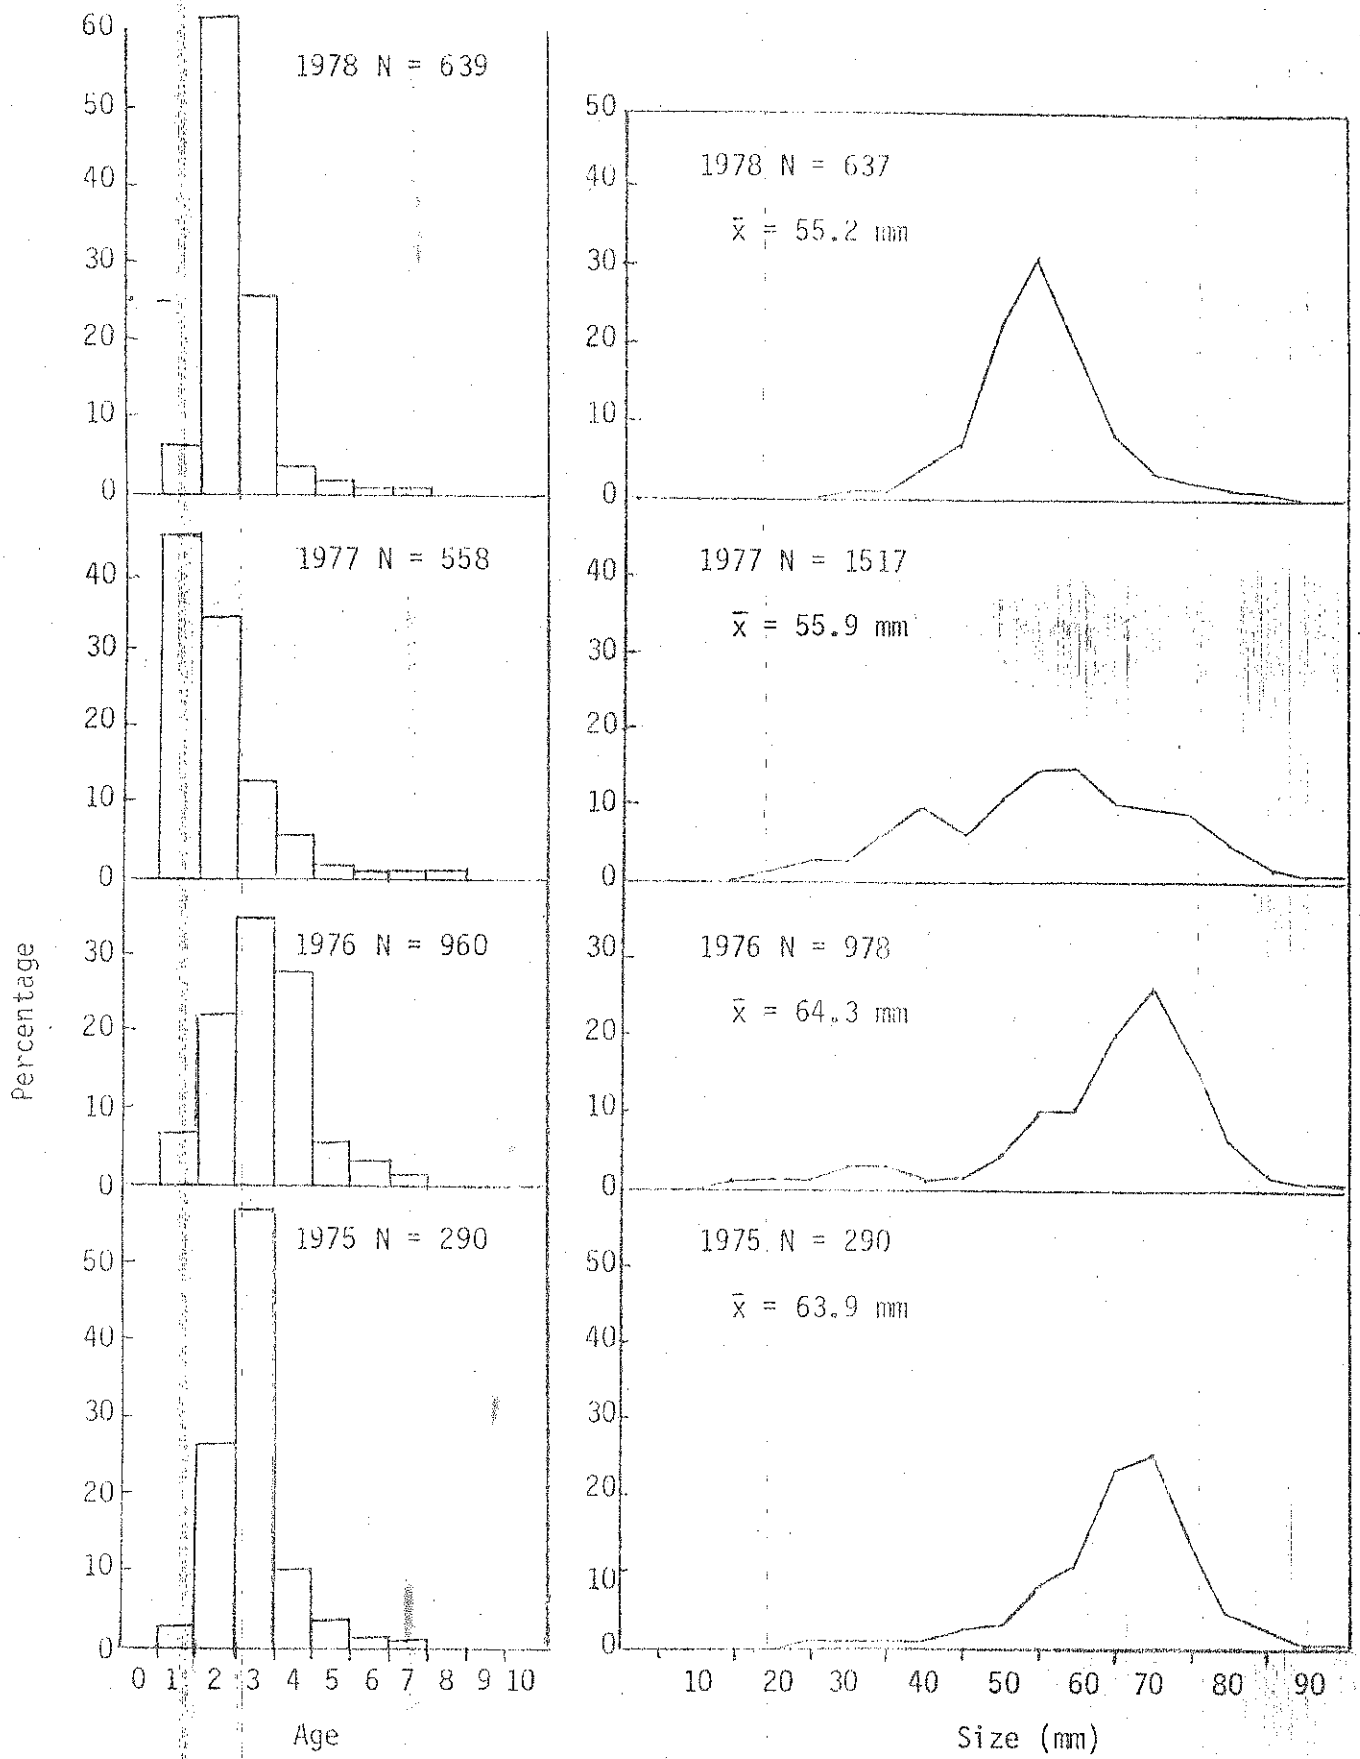 60
50
40
30
20
10
0
1978 N = 639
40
30
20
10
0
1977 N = 558
30
20
10
0
1976 N = 960
50
40
30
20
10
0
1975 N = 290
0 1 2 3 4 5 6 7 8 9 10
Age
Percentage
50
40
30
20
10
0
1978 N = 637
x̄ = 55.2 mm
40
30
20
10
0
1977 N = 1517
x̄ = 55.9 mm
30
20
10
0
1976 N = 978
x̄ = 64.3 mm
50
40
30
20
10
0
1975 N = 290
x̄ = 63.9 mm
10 20 30 40 50 60 70 80 90
Size (mm)